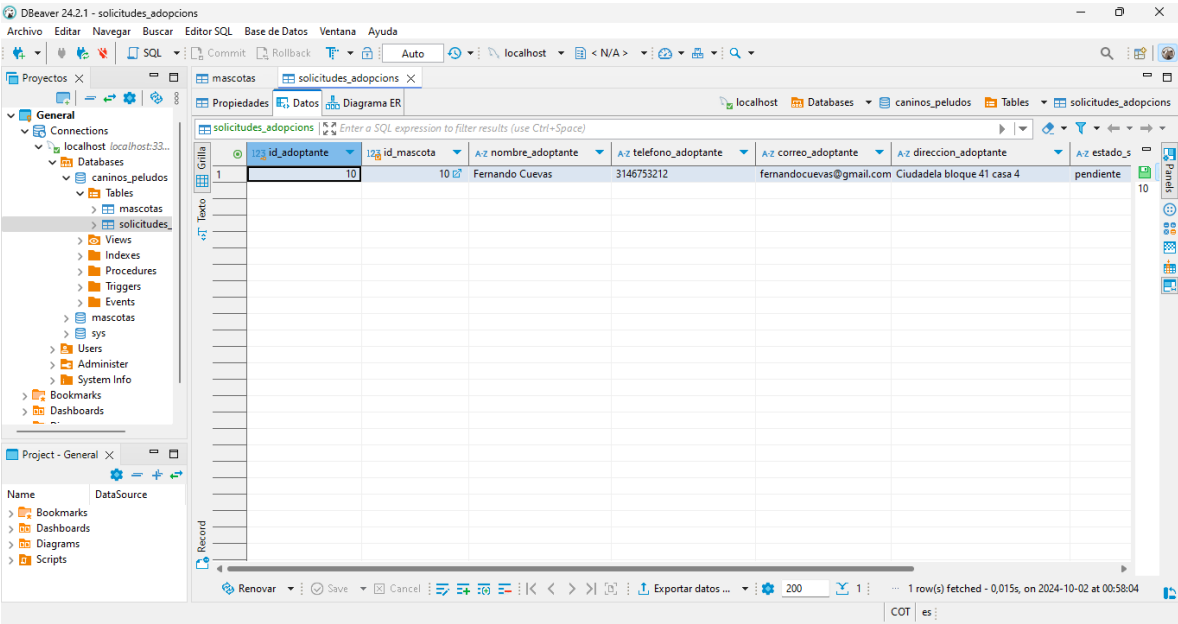 DBeaver 24.2.1 - solicitudes_adopcions
Archivo Editar Navegar Buscar Editor SQL Base de Datos Ventana Ayuda
SQL Commit Rollback Auto localhost < N/A >
Proyectos mascotas solicitudes_adopcions
Propiedades Datos Diagrama ER localhost Databases caninos_peludos Tables solicitudes_adopcions
General
Connections
localhost localhost:33...
Databases
caninos_peludos
Tables
mascotas
solicitudes_
Views
Indexes
Procedures
Triggers
Events
mascotas
sys
Users
Administer
System Info
Bookmarks
Dashboards
solicitudes_adopcions Enter a SQL expression to filter results (use Ctrl+Space)
Grilla
Texto
Record
123 id_adoptante 123 id_mascota A-Z nombre_adoptante A-Z telefono_adoptante A-Z correo_adoptante A-Z direccion_adoptante A-Z estado_s
1 10 10 Fernando Cuevas 3146753212 fernandocuevas@gmail.com Ciudadela bloque 41 casa 4 pendiente
10
Panels
Project - General
Name DataSource
Bookmarks
Dashboards
Diagrams
Scripts
Renovar Save Cancel Exportar datos ... 200 1 ... 1 row(s) fetched - 0,015s, on 2024-10-02 at 00:58:04
COT es